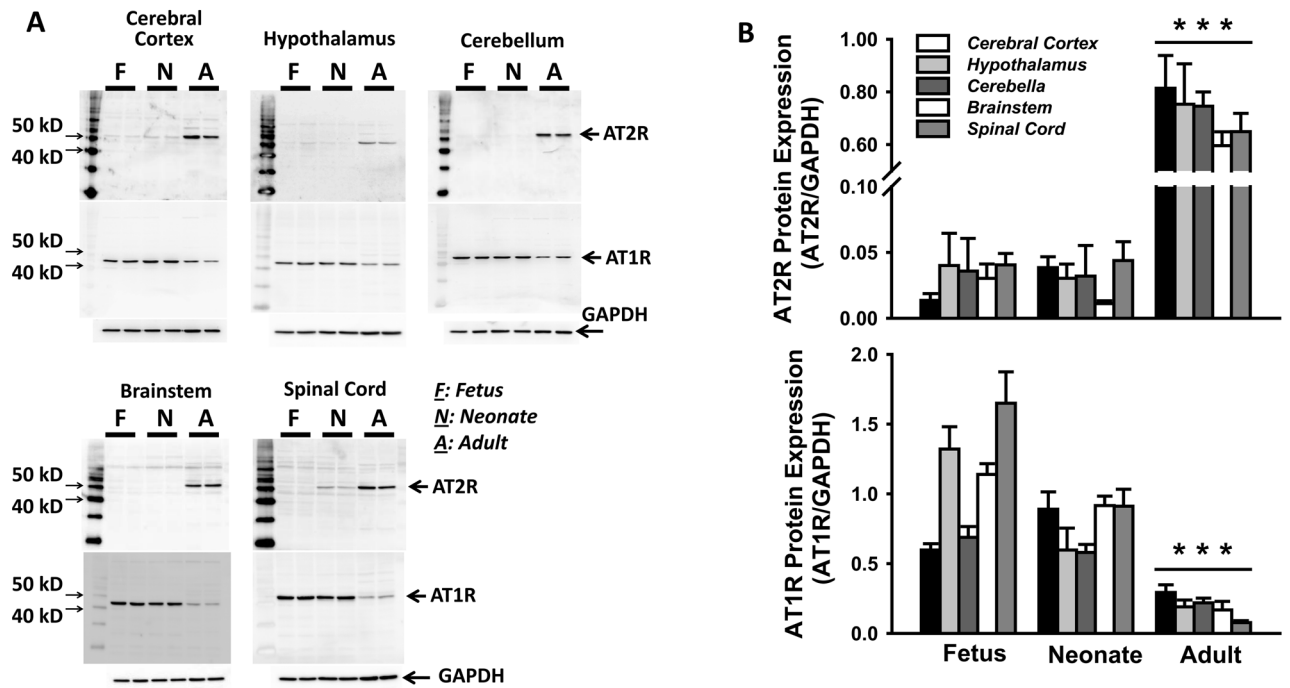 A
Cerebral
Cortex
Hypothalamus
Cerebellum
F N A
F N A
F N A
50 kD
40 kD
AT2R
50 kD
40 kD
AT1R
GAPDH
Brainstem
Spinal Cord
F N A
F N A
F: Fetus
N: Neonate
A: Adult
50 kD
40 kD
AT2R
50 kD
40 kD
AT1R
GAPDH
B
AT2R Protein Expression
(AT2R/GAPDH)
1.00
0.80
0.60
0.10
0.05
0.00
Cerebral Cortex
Hypothalamus
Cerebella
Brainstem
Spinal Cord
* * *
AT1R Protein Expression
(AT1R/GAPDH)
2.0
1.5
1.0
0.5
0.0
* * *
Fetus Neonate Adult